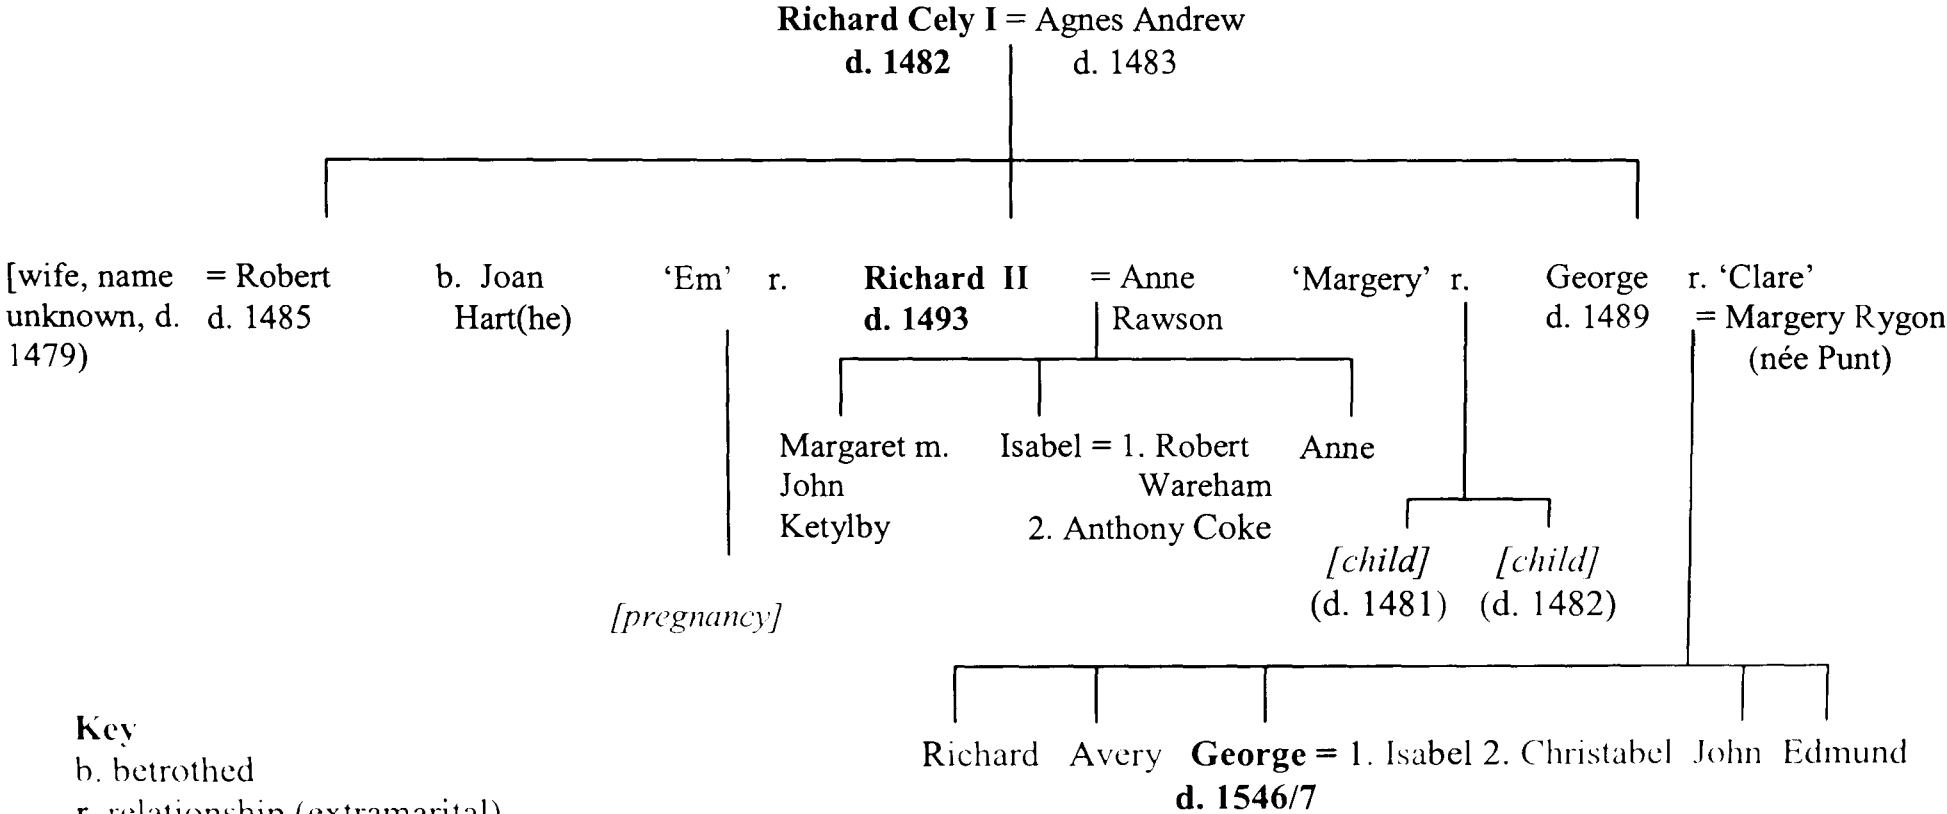 Richard Cely I = Agnes Andrew
d. 1482 d. 1483
[wife, name = Robert b. Joan 'Em' r. Richard II = Anne 'Margery' r. George r. 'Clare'
unknown, d. d. 1485 Hart(he) d. 1493 Rawson d. 1489 = Margery Rygon
1479) (née Punt)
Margaret m. Isabel = 1. Robert Anne
John Wareham
Ketylby 2. Anthony Coke
[child] [child]
(d. 1481) (d. 1482)
[pregnancy]
Key
b. betrothed
r. relationship (extramarital)
Richard Avery George = 1. Isabel 2. Christabel John Edmund
d. 1546/7